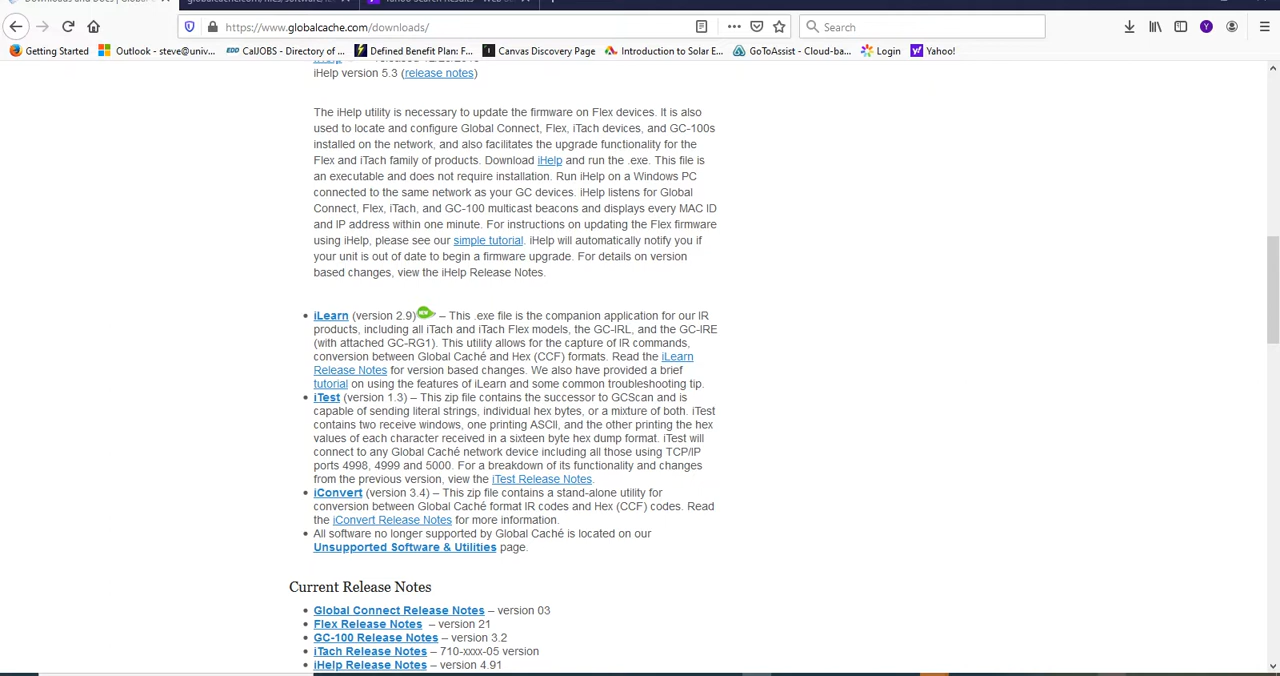 https://www.globalcache.com/downloads/
Search
Getting Started
Outlook - steve@univ...
CalJOBS - Directory of ...
Defined Benefit Plan: F...
Canvas Discovery Page
Introduction to Solar E...
GoToAssist - Cloud-ba...
Login
Yahoo!
iHelp version 5.3 (release notes)
The iHelp utility is necessary to update the firmware on Flex devices. It is also
used to locate and configure Global Connect, Flex, iTach devices, and GC-100s
installed on the network, and also facilitates the upgrade functionality for the
Flex and iTach family of products. Download iHelp and run the .exe. This file is
an executable and does not require installation. Run iHelp on a Windows PC
connected to the same network as your GC devices. iHelp listens for Global
Connect, Flex, iTach, and GC-100 multicast beacons and displays every MAC ID
and IP address within one minute. For instructions on updating the Flex firmware
using iHelp, please see our simple tutorial. iHelp will automatically notify you if
your unit is out of date to begin a firmware upgrade. For details on version
based changes, view the iHelp Release Notes.
• iLearn (version 2.9) NEW – This .exe file is the companion application for our IR
products, including all iTach and iTach Flex models, the GC-IRL, and the GC-IRE
(with attached GC-RG1). This utility allows for the capture of IR commands,
conversion between Global Caché and Hex (CCF) formats. Read the iLearn
Release Notes for version based changes. We also have provided a brief
tutorial on using the features of iLearn and some common troubleshooting tip.
• iTest (version 1.3) – This zip file contains the successor to GCScan and is
capable of sending literal strings, individual hex bytes, or a mixture of both. iTest
contains two receive windows, one printing ASCII, and the other printing the hex
values of each character received in a sixteen byte hex dump format. iTest will
connect to any Global Caché network device including all those using TCP/IP
ports 4998, 4999 and 5000. For a breakdown of its functionality and changes
from the previous version, view the iTest Release Notes.
• iConvert (version 3.4) – This zip file contains a stand-alone utility for
conversion between Global Caché format IR codes and Hex (CCF) codes. Read
the iConvert Release Notes for more information.
• All software no longer supported by Global Caché is located on our
Unsupported Software & Utilities page.
Current Release Notes
• Global Connect Release Notes – version 03
• Flex Release Notes – version 21
• GC-100 Release Notes – version 3.2
• iTach Release Notes – 710-xxxx-05 version
• iHelp Release Notes – version 4.91